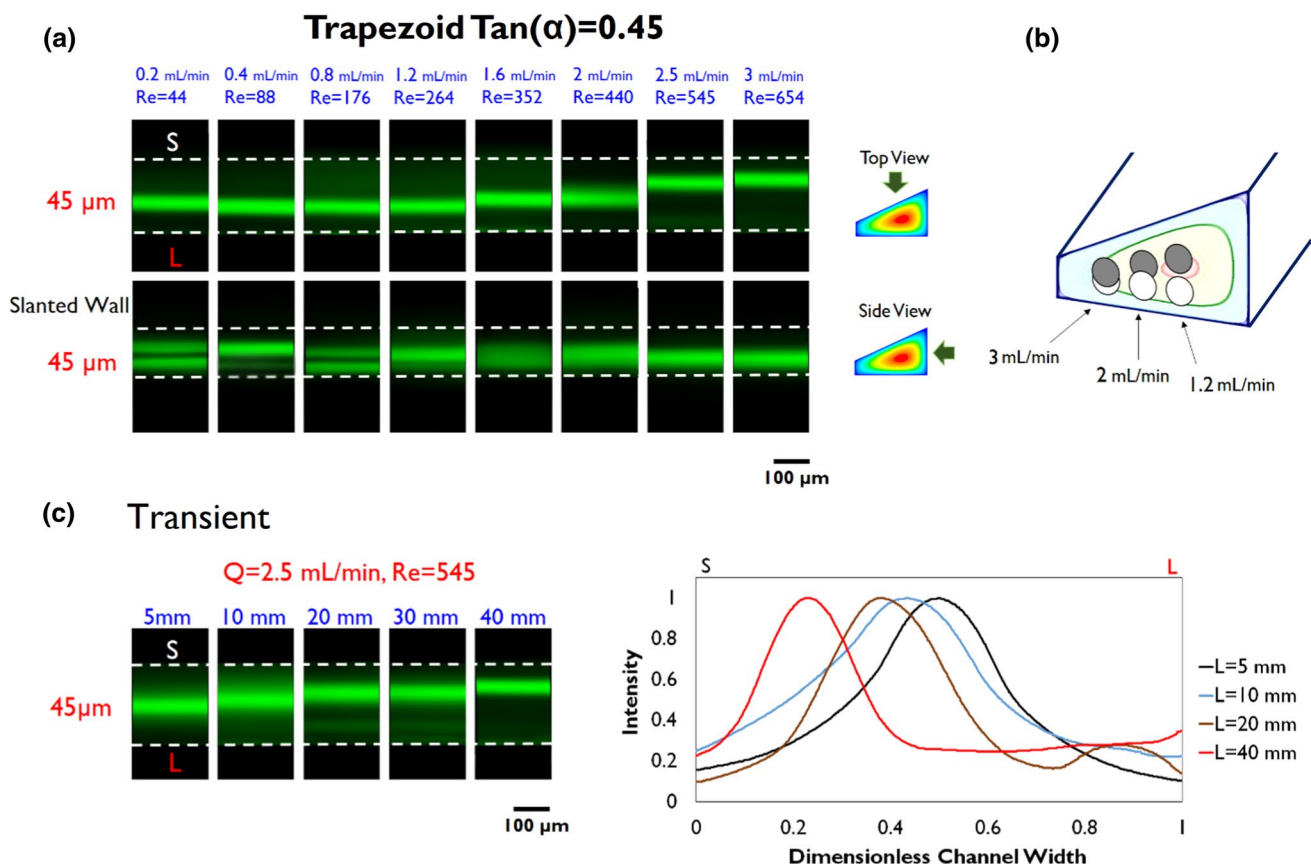 (a)
Trapezoid Tan(α)=0.45
(b)
0.2 mL/min
0.4 mL/min
0.8 mL/min
1.2 mL/min
1.6 mL/min
2 mL/min
2.5 mL/min
3 mL/min
Re=44
Re=88
Re=176
Re=264
Re=352
Re=440
Re=545
Re=654
S
45 µm
L
Top View
Slanted Wall
45 µm
Side View
3 mL/min
2 mL/min
1.2 mL/min
100 µm
(c)
Transient
Q=2.5 mL/min, Re=545
5mm
10 mm
20 mm
30 mm
40 mm
S
45µm
L
100 µm
S
L
1
0.8
0.6
0.4
0.2
0
Intensity
0
0.2
0.4
0.6
0.8
1
Dimensionless Channel Width
L=5 mm
L=10 mm
L=20 mm
L=40 mm